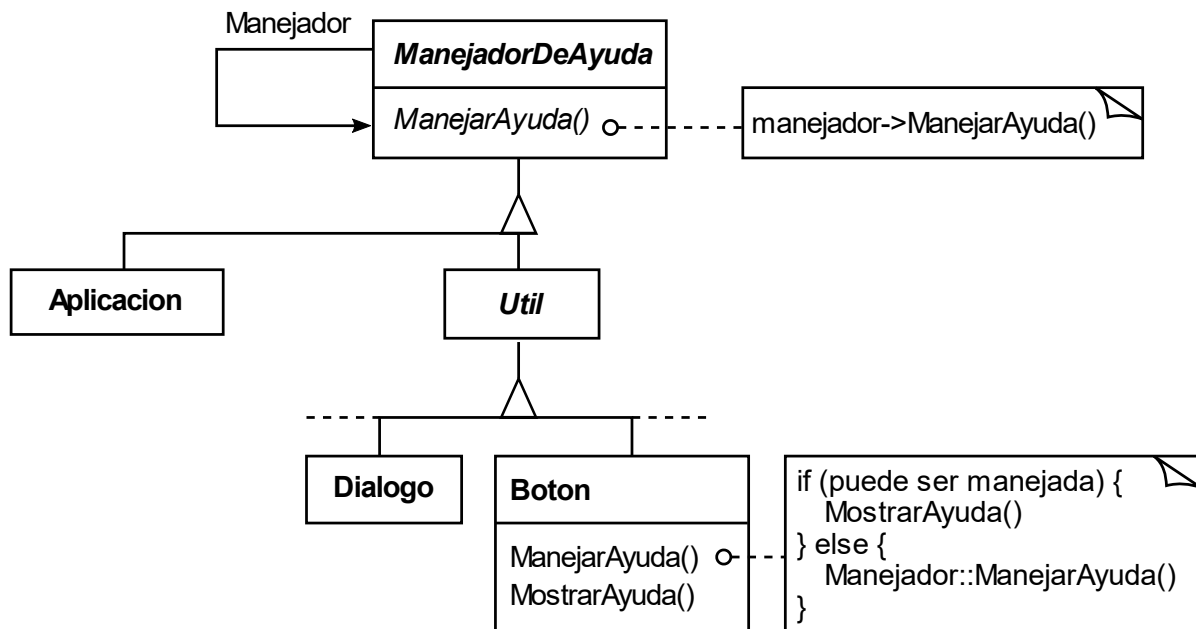 Manejador
ManejadorDeAyuda
ManejarAyuda()
manejador->ManejarAyuda()
Aplicacion
Util
Dialogo
Boton
ManejarAyuda()
MostrarAyuda()
if (puede ser manejada) {
MostrarAyuda()
} else {
Manejador::ManejarAyuda()
}